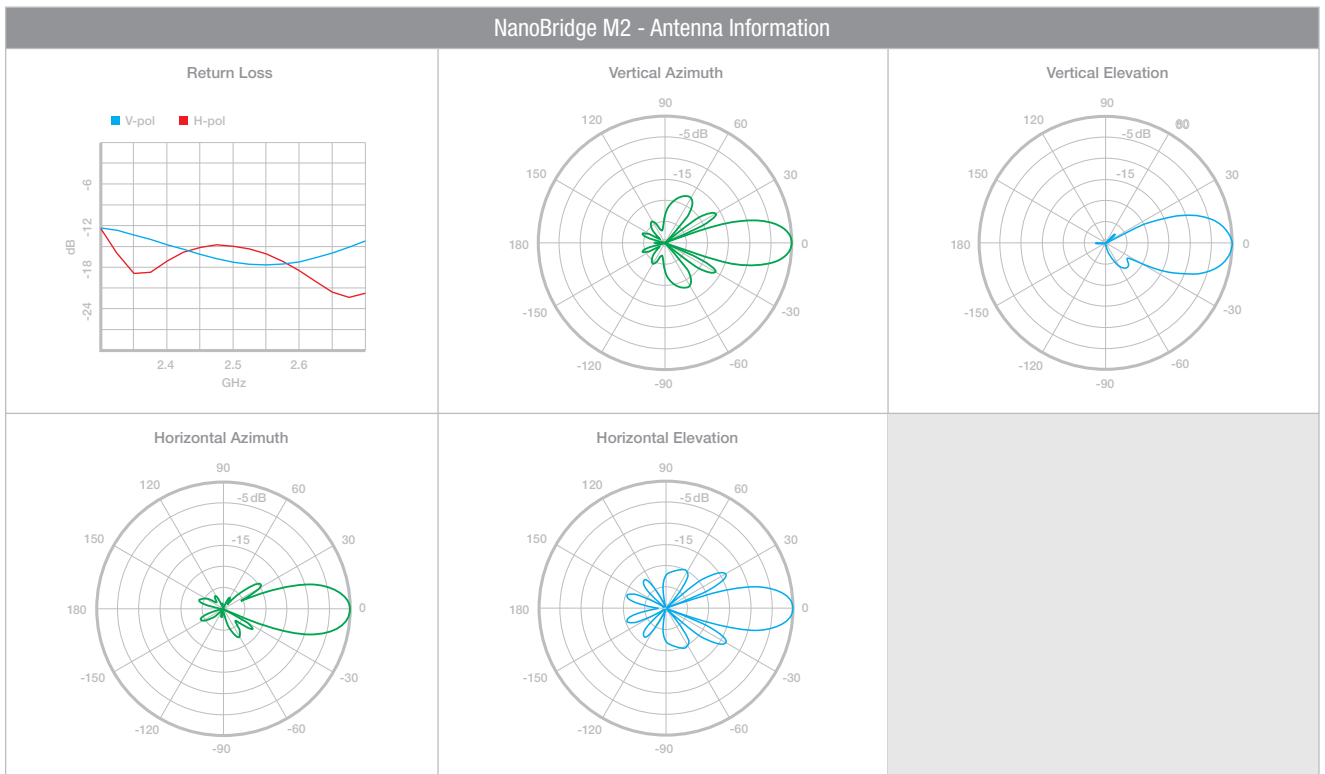 NanoBridge M2 - Antenna Information
Return Loss
V-pol H-pol
-6
-12
-18
-24
dB
2.4 2.5 2.6
GHz
Vertical Azimuth
90
120 60
-5 dB
150 30
-15
180 0
-150 -30
-120 -60
-90
Vertical Elevation
90
120
-5 dB
150 30
-15
180 0
-150 -30
-120 -60
-90
Horizontal Azimuth
90
120 60
-5 dB
150 30
-15
180 0
-150 -30
-120 -60
-90
Horizontal Elevation
90
120 60
-5 dB
150 30
-15
180 0
-150 -30
-120 -60
-90